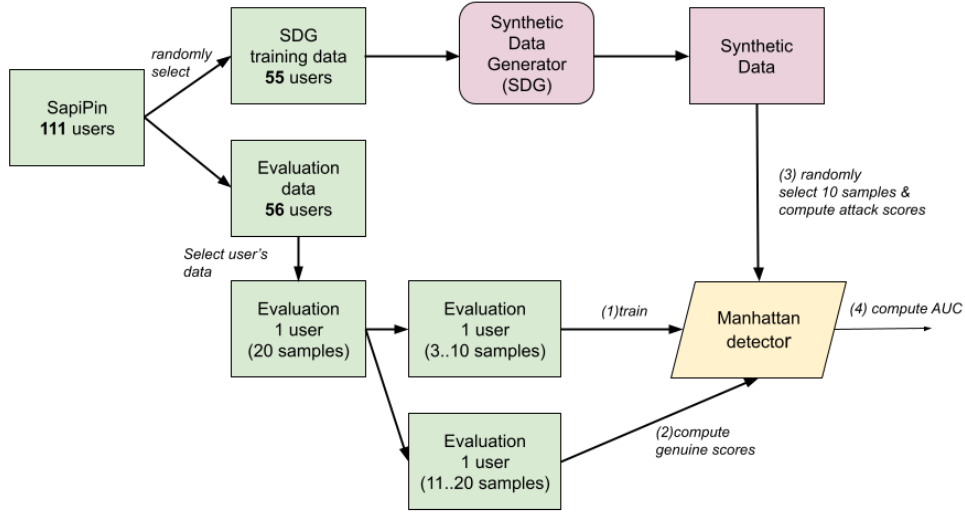 SapiPin
111 users
randomly
select
SDG
training data
55 users
Synthetic
Data
Generator
(SDG)
Synthetic
Data
Evaluation
data
56 users
(3) randomly
select 10 samples &
compute attack scores
Select user's
data
Evaluation
1 user
(20 samples)
Evaluation
1 user
(3..10 samples)
(1)train
Manhattan
detector
(4) compute AUC
Evaluation
1 user
(11..20 samples)
(2)compute
genuine scores